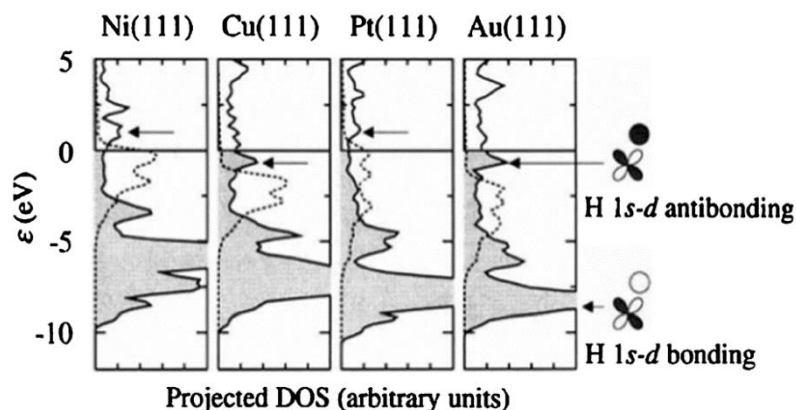 Ni(111) Cu(111) Pt(111) Au(111)
5
0
-5
-10
ε (eV)
H 1s-d antibonding
H 1s-d bonding
Projected DOS (arbitrary units)